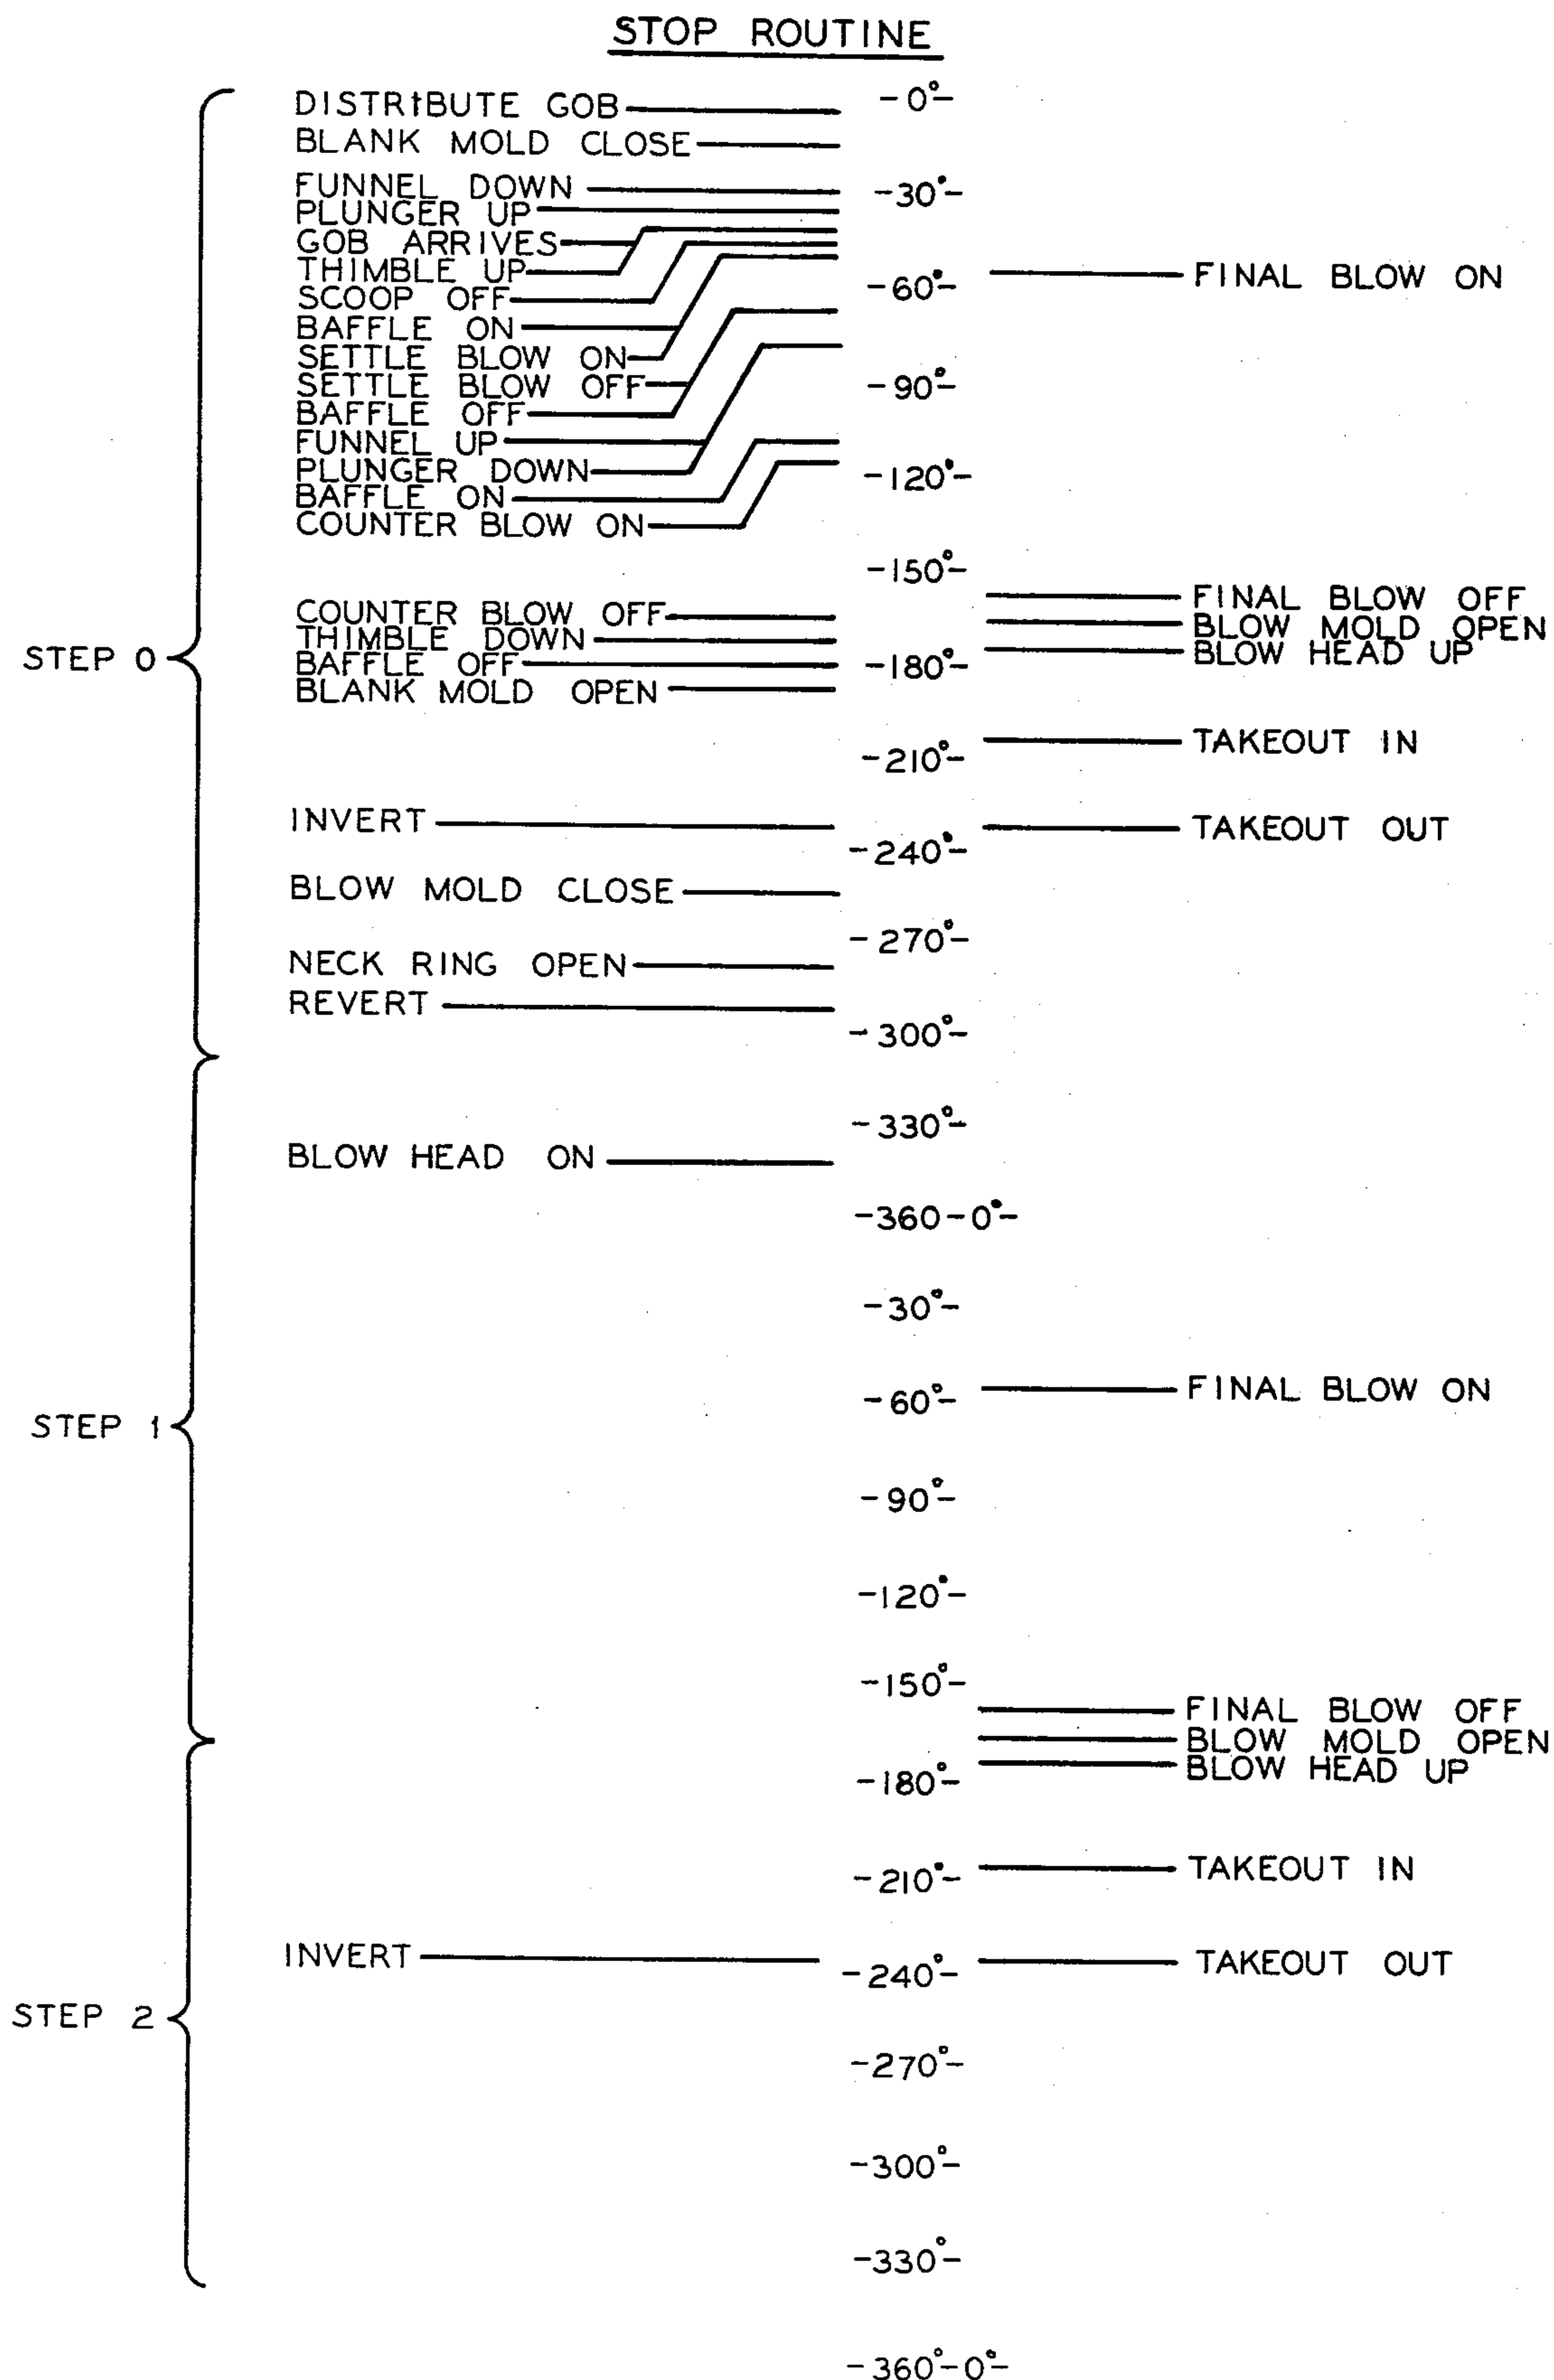 STOP ROUTINE
DISTRIBUTE GOB
-0°-
BLANK MOLD CLOSE
FUNNEL DOWN
-30°-
PLUNGER UP
GOB ARRIVES
THIMBLE UP
-60°-
FINAL BLOW ON
SCOOP OFF
BAFFLE ON
SETTLE BLOW ON
SETTLE BLOW OFF
-90°-
BAFFLE OFF
FUNNEL UP
PLUNGER DOWN
-120°-
BAFFLE ON
COUNTER BLOW ON
-150°-
FINAL BLOW OFF
COUNTER BLOW OFF
BLOW MOLD OPEN
THIMBLE DOWN
BLOW HEAD UP
STEP 0
BAFFLE OFF
-180°-
BLANK MOLD OPEN
TAKEOUT IN
-210°-
INVERT
TAKEOUT OUT
-240°-
BLOW MOLD CLOSE
-270°-
NECK RING OPEN
REVERT
-300°-
-330°-
BLOW HEAD ON
-360-0°-
-30°-
FINAL BLOW ON
-60°-
STEP 1
-90°-
-120°-
-150°-
FINAL BLOW OFF
BLOW MOLD OPEN
BLOW HEAD UP
-180°-
TAKEOUT IN
-210°-
INVERT
TAKEOUT OUT
-240°-
STEP 2
-270°-
-300°-
-330°-
-360°-0°-